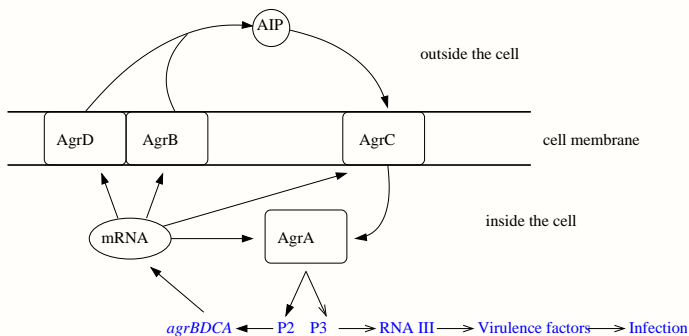 AIP
outside the cell
AgrD AgrB AgrC cell membrane
inside the cell
mRNA AgrA
agrBDCA P2 P3 RNA III Virulence factors Infection